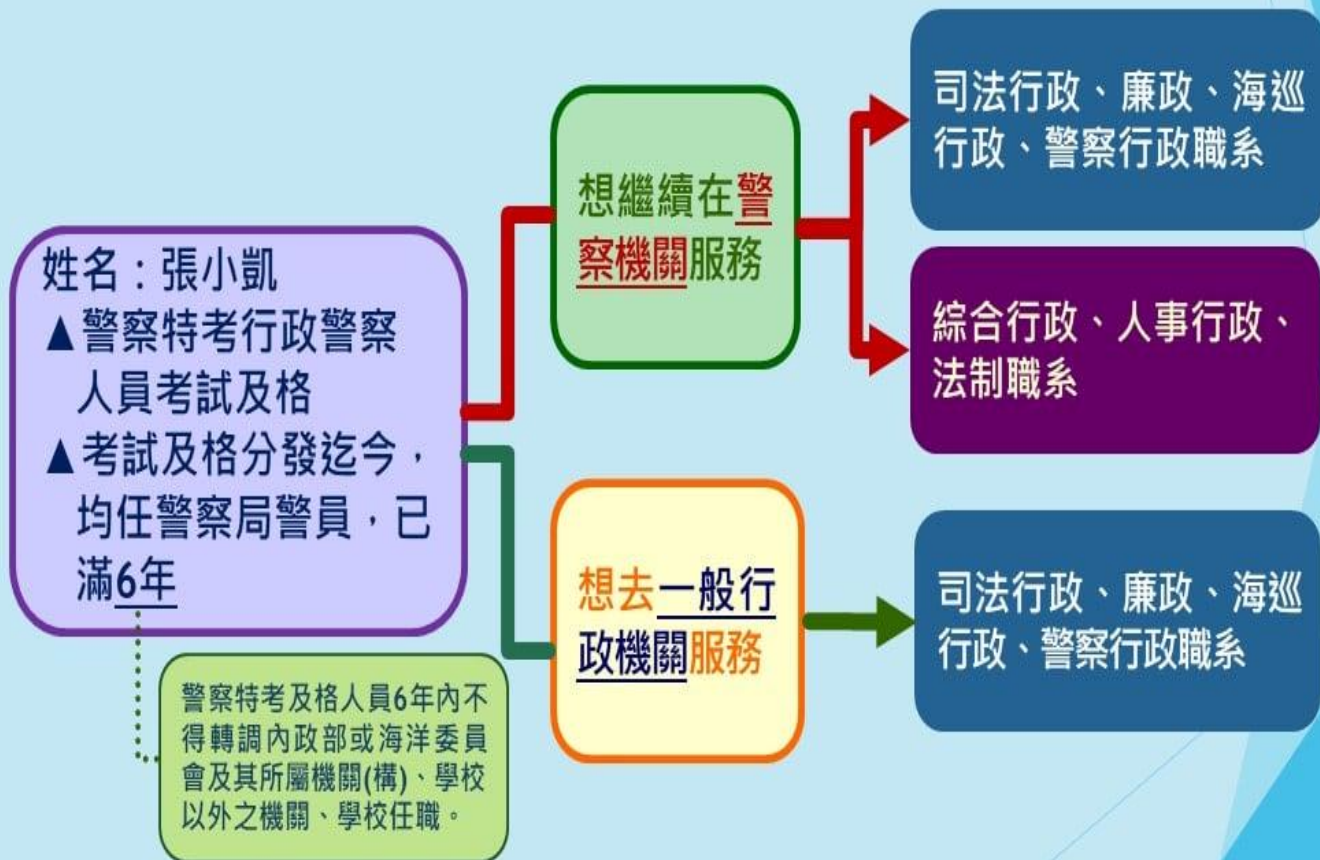 姓名：張小凱
▲警察特考行政警察
人員考試及格
▲考試及格分發迄今，
均任警察局警員，已
滿6年
警察特考及格人員6年內不
得轉調內政部或海洋委員
會及其所屬機關(構)、學校
以外之機關、學校任職。
想繼續在警
察機關服務
司法行政、廉政、海巡
行政、警察行政職系
綜合行政、人事行政、
法制職系
想去一般行
政機關服務
司法行政、廉政、海巡
行政、警察行政職系